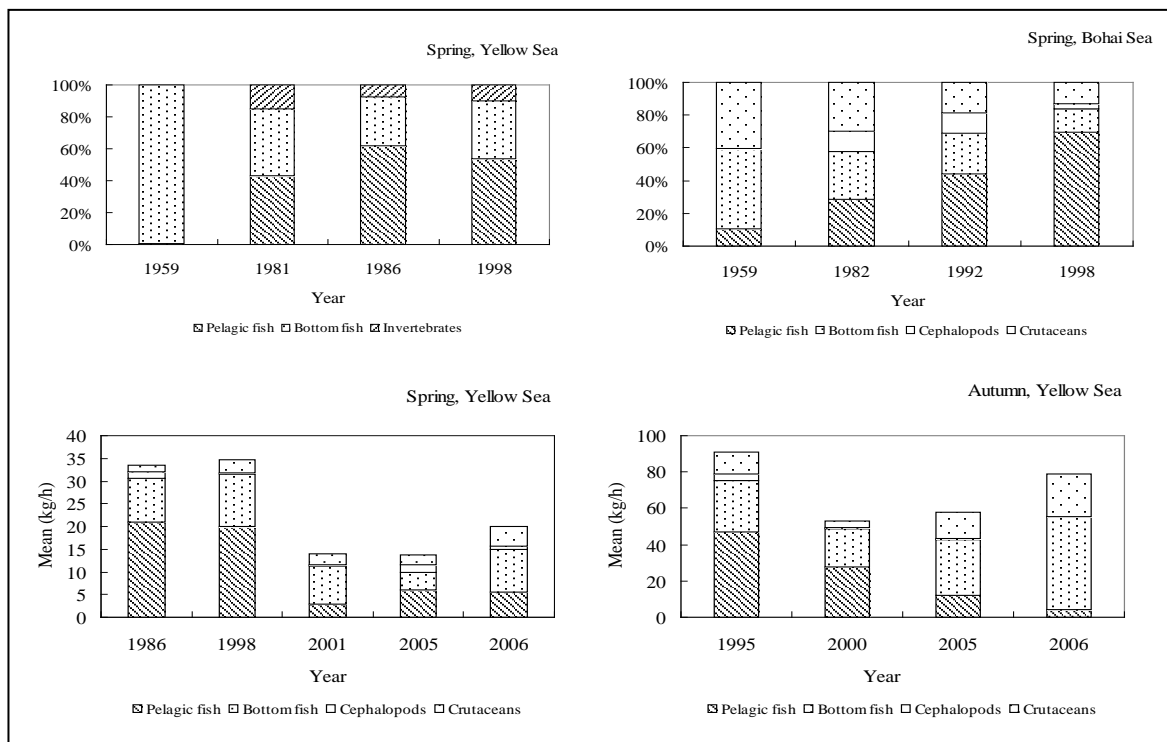 Spring, Yellow Sea
100%
80%
60%
40%
20%
0%
1959 1981 1986 1998
Year
Pelagic fish Bottom fish Invertebrates
Spring, Bohai Sea
100%
80%
60%
40%
20%
0%
1959 1982 1992 1998
Year
Pelagic fish Bottom fish Cephalopods Crutaceans
Spring, Yellow Sea
Mean (kg/h)
40
35
30
25
20
15
10
5
0
1986 1998 2001 2005 2006
Year
Pelagic fish Bottom fish Cephalopods Crutaceans
Autumn, Yellow Sea
Mean (kg/h)
100
80
60
40
20
0
1995 2000 2005 2006
Year
Pelagic fish Bottom fish Cephalopods Crutaceans